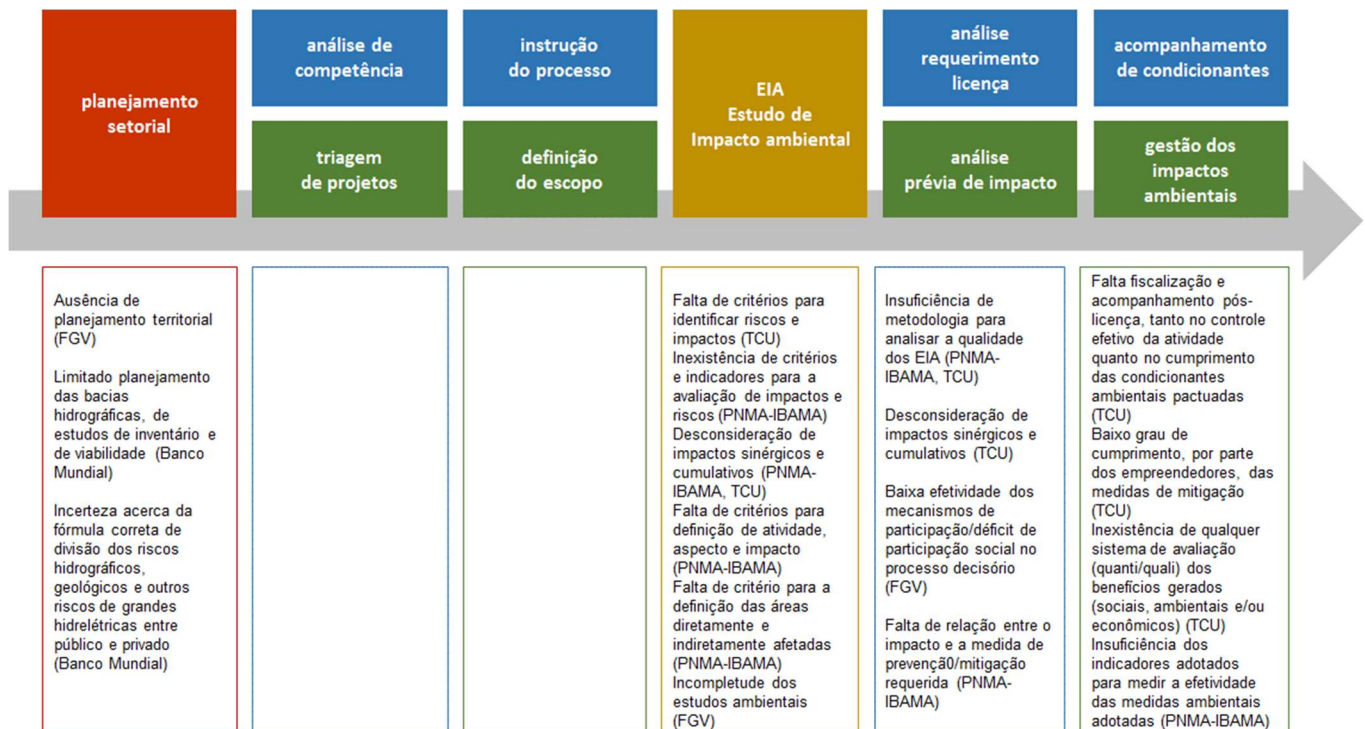 planejamento
setorial
análise de
competência
triagem
de projetos
instrução
do processo
definição
do escopo
EIA
Estudo de
Impacto ambiental
análise
requerimento
licença
análise
prévia de impacto
acompanhamento
de condicionantes
gestão dos
impactos
ambientais
Ausência de
planejamento territorial
(FGV)
Limitado planejamento
das bacias
hidrográficas, de
estudos de inventário e
de viabilidade (Banco
Mundial)
Incerteza acerca da
fórmula correta de
divisão dos riscos
hidrográficos,
geológicos e outros
riscos de grandes
hidrelétricas entre
público e privado
(Banco Mundial)
Falta de critérios para
identificar riscos e
impactos (TCU)
Inexistência de critérios
e indicadores para a
avaliação de impactos e
riscos (PNMA-IBAMA)
Desconsideração de
impactos sinérgicos e
cumulativos (PNMA-
IBAMA, TCU)
Falta de critérios para
definição de atividade,
aspecto e impacto
(PNMA-IBAMA)
Falta de critério para a
definição das áreas
diretamente e
indiretamente afetadas
(PNMA-IBAMA)
Incompletude dos
estudos ambientais
(FGV)
Insuficiência de
metodologia para
analisar a qualidade
dos EIA (PNMA-
IBAMA, TCU)
Desconsideração de
impactos sinérgicos e
cumulativos (TCU)
Baixa efetividade dos
mecanismos de
participação/déficit de
participação social no
processo decisório
(FGV)
Falta de relação entre o
impacto e a medida de
prevençã0/mitigação
requerida (PNMA-
IBAMA)
Falta fiscalização e
acompanhamento pós-
licença, tanto no controle
efetivo da atividade
quanto no cumprimento
das condicionantes
ambientais pactuadas
(TCU)
Baixo grau de
cumprimento, por parte
dos empreendedores, das
medidas de mitigação
(TCU)
Inexistência de qualquer
sistema de avaliação
(quanti/quali) dos
benefícios gerados
(sociais, ambientais e/ou
econômicos) (TCU)
Insuficiência dos
indicadores adotados
para medir a efetividade
das medidas ambientais
adotadas (PNMA-IBAMA)